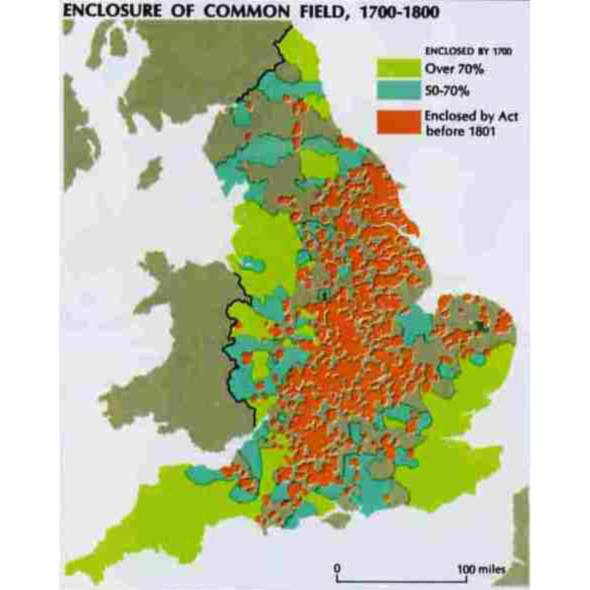 ENCLOSURE OF COMMON FIELD, 1700-1800
ENCLOSED BY 1700
Over 70%
50-70%
Enclosed by Act
before 1801
0 100 miles